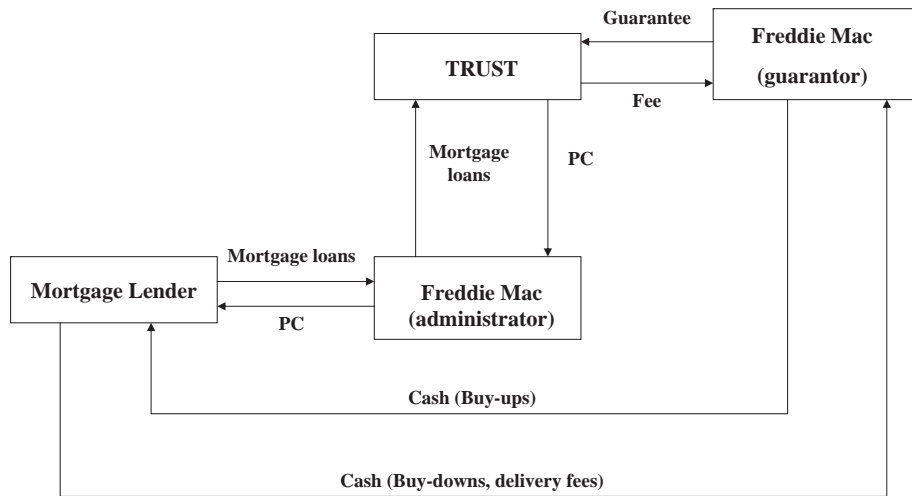 Guarantee
Freddie Mac
(guarantor)
TRUST
Fee
Mortgage
loans
PC
Mortgage loans
Mortgage Lender
Freddie Mac
(administrator)
PC
Cash (Buy-ups)
Cash (Buy-downs, delivery fees)